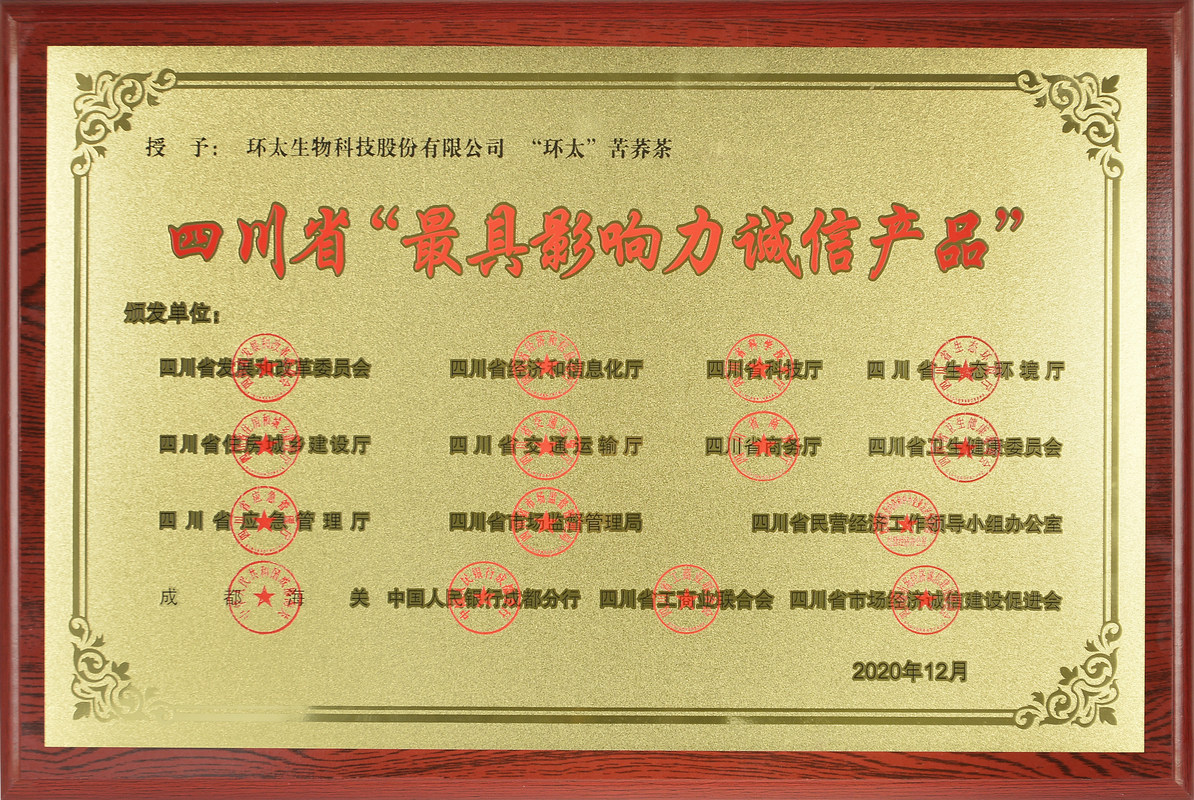 授 予： 环太生物科技股份有限公司 “环太”苦荞茶
四川省“最具影响力诚信产品”
颁发单位：
四川省发展和改革委员会 四川省经济和信息化厅 四川省科技厅 四川省生态环境厅
四川省住房城乡建设厅 四川省交通运输厅 四川省商务厅 四川省卫生健康委员会
四川省应急管理厅 四川省市场监督管理局 四川省民营经济工作领导小组办公室
成都海关 中国人民银行成都分行 四川省工商业联合会 四川省市场经济诚信建设促进会
2020年12月